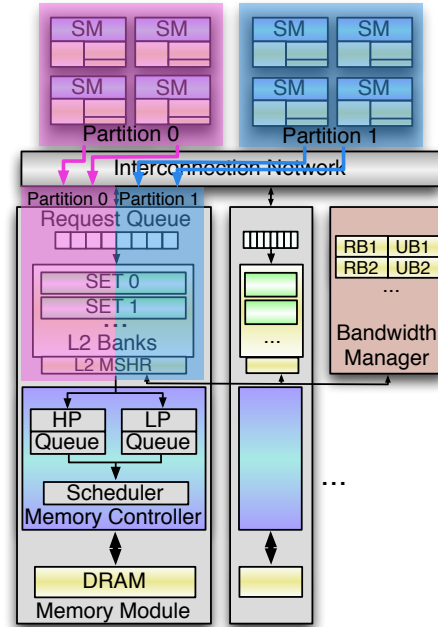 SM SM SM SM
SM SM SM SM
Partition 0 Partition 1
Interconnection Network
Partition 0 Partition 1
Request Queue
RB1 UB1
RB2 UB2
...
SET 0
SET 1
...
...
L2 Banks
Bandwidth
Manager
L2 MSHR
HP LP
Queue Queue
Scheduler
...
Memory Controller
DRAM
Memory Module